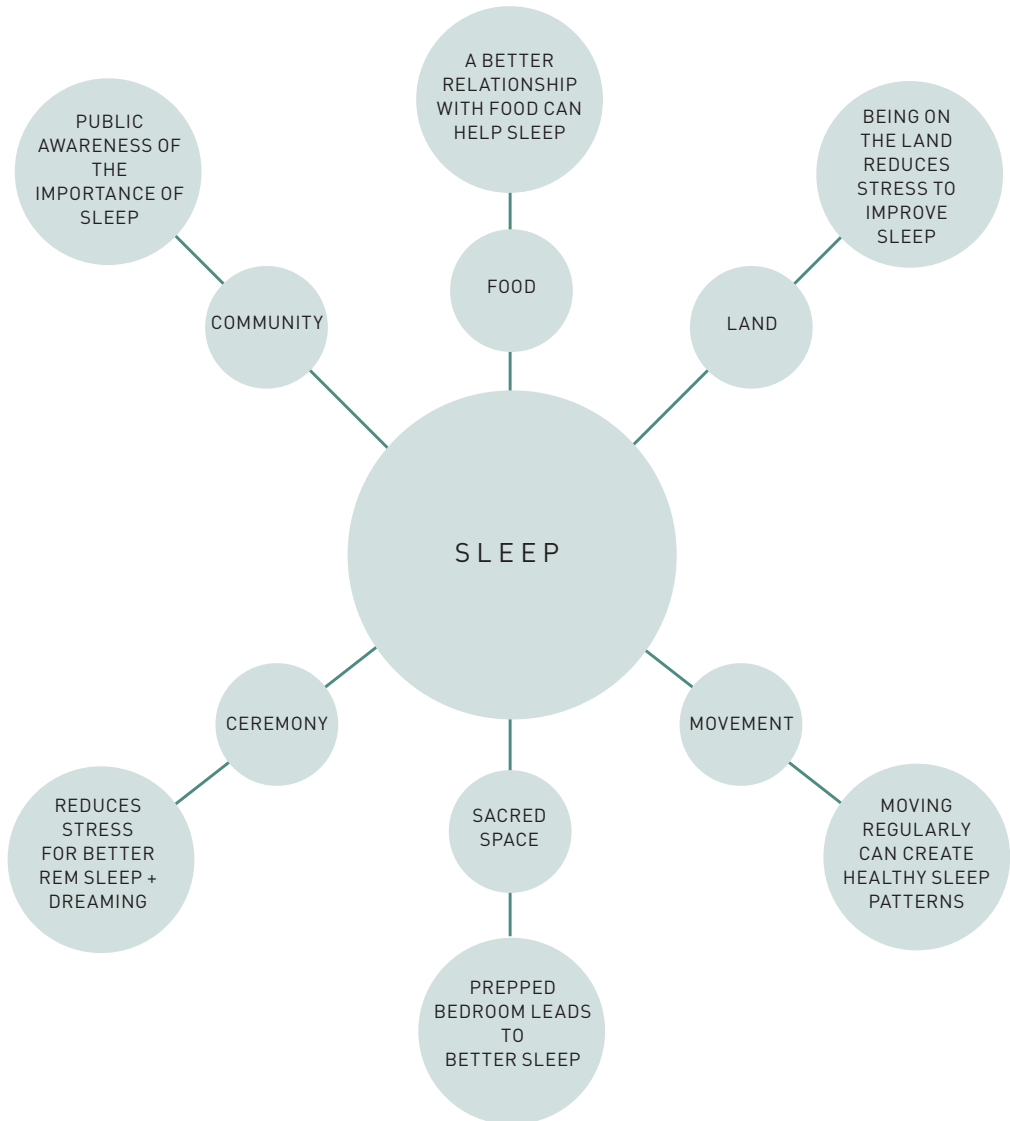 A BETTER
RELATIONSHIP
WITH FOOD CAN
HELP SLEEP
PUBLIC
AWARENESS OF
THE
IMPORTANCE OF
SLEEP
BEING ON
THE LAND
REDUCES
STRESS TO
IMPROVE
SLEEP
FOOD
COMMUNITY
LAND
SLEEP
CEREMONY
MOVEMENT
SACRED
SPACE
REDUCES
STRESS
FOR BETTER
REM SLEEP +
DREAMING
MOVING
REGULARLY
CAN CREATE
HEALTHY SLEEP
PATTERNS
PREPPED
BEDROOM LEADS
TO
BETTER SLEEP